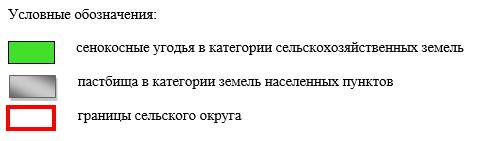 Условные обозначения:
сенокосные угодья в категории сельскохозяйственных земель
пастбища в категории земель населенных пунктов
границы сельского округа